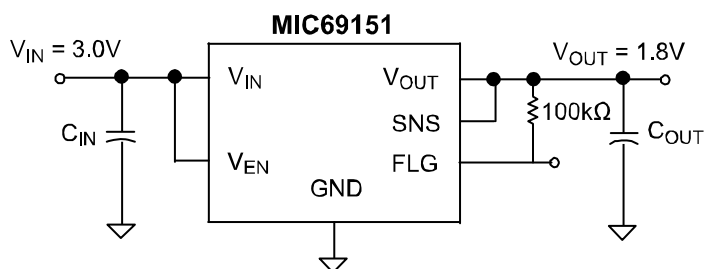 MIC69151
V_IN = 3.0V
V_OUT = 1.8V
V_IN
V_OUT
100kΩ
SNS
C_IN
C_OUT
V_EN
FLG
GND